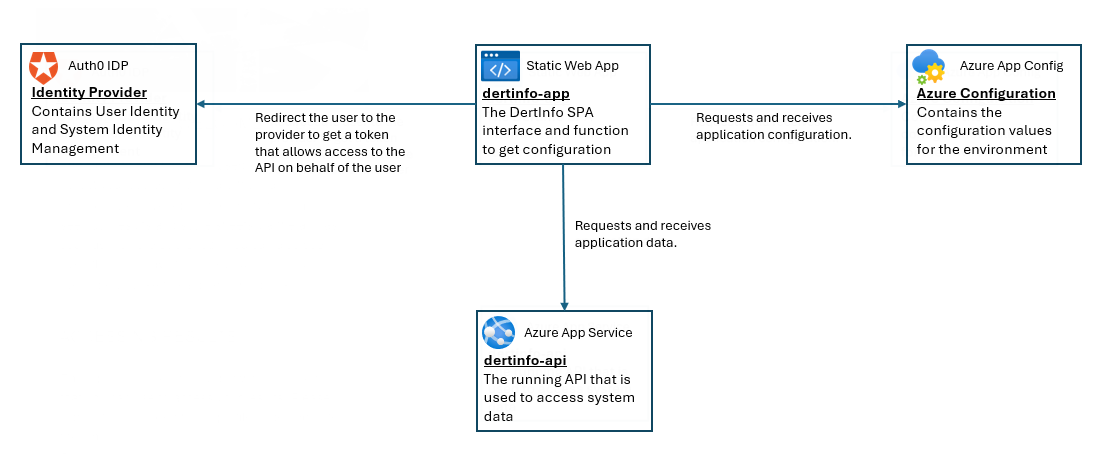 Auth0 IDP
Identity Provider
Contains User Identity
and System Identity
Management
Redirect the user to the
provider to get a token
that allows access to the
API on behalf of the user
Static Web App
dertinfo-app
The DertInfo SPA
interface and function
to get configuration
Requests and receives
application configuration.
Azure App Config
Azure Configuration
Contains the
configuration values
for the environment
Requests and receives
application data.
Azure App Service
dertinfo-api
The running API that is
used to access system
data